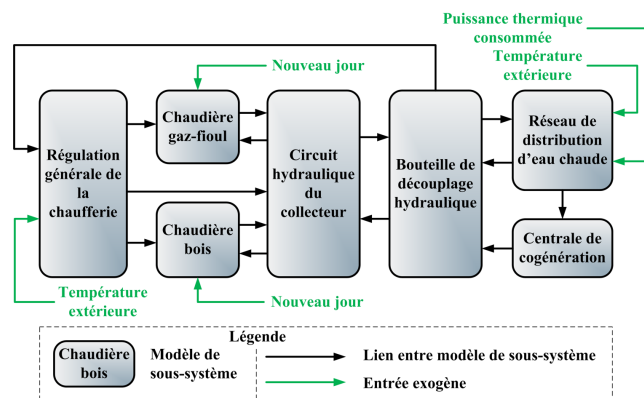 Puissance thermique
consommée
Température
extérieure
Nouveau jour
Régulation
générale de
la
chaufferie
Chaudière
gaz-fioul
Circuit
hydraulique
du
collecteur
Bouteille de
découplage
hydraulique
Réseau de
distribution
d'eau chaude
Chaudière
bois
Centrale de
cogénération
Température
extérieure
Nouveau jour
Légende
Chaudière
bois
Modèle de
sous-système
Lien entre modèle de sous-système
Entrée exogène